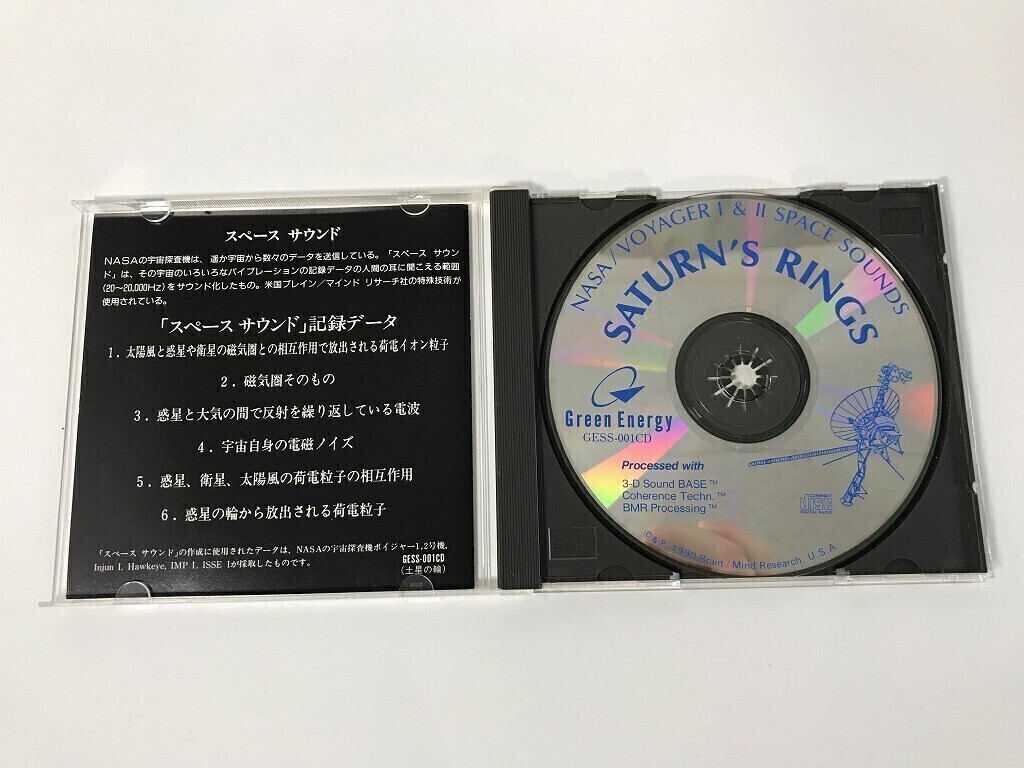 スペース サウンド
NASAの宇宙探査機は、遥か宇宙から数々のデータを送信している。「スペース サウン
ド」は、その宇宙のいろいろなバイブレーションの記録データの人間の耳に聞こえる範囲
(20〜20,000Hz)をサウンド化したもの。米国ブレイン/マインド リサーチ社の特殊技術が
使用されている。
「スペース サウンド」記録データ
1. 太陽風と惑星や衛星の磁気圏との相互作用で放出される荷電イオン粒子
2. 磁気圏そのもの
3. 惑星と大気の間で反射を繰り返している電波
4. 宇宙自身の電磁ノイズ
5. 惑星、衛星、太陽風の荷電粒子の相互作用
6. 惑星の輪から放出される荷電粒子
「スペース サウンド」の作成に使用されたデータは、NASAの宇宙探査機ボイジャー1,2号機,
Injun I, Hawkeye, IMP I, ISSE Iが採取したものです。
GESS-001CD
(土星の輪)
NASA / VOYAGER I & II SPACE SOUNDS
SATURN'S RINGS
Green Energy
GESS-001CD
Processed with
3-D Sound BASE™
Coherence Techn.™
BMR Processing™
COMPACT
disc
DIGITAL AUDIO
©&℗ 1990 Brain / Mind Research, U.S.A